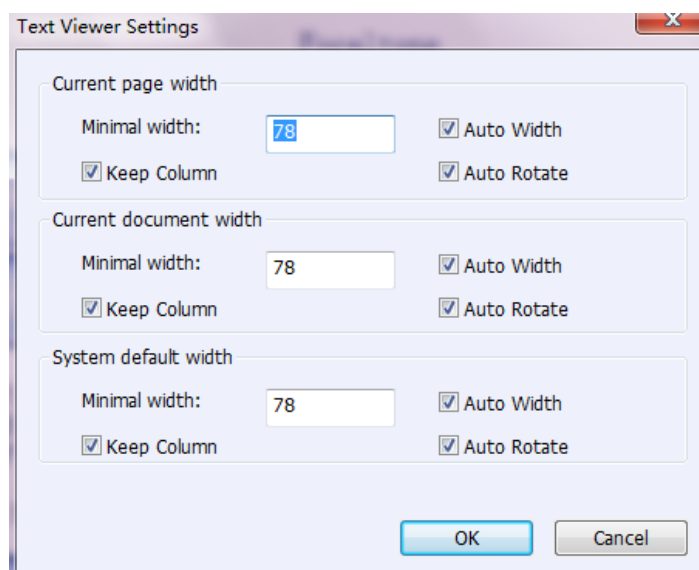 Text Viewer Settings
Current page width
Minimal width: 78 Auto Width
Keep Column Auto Rotate
Current document width
Minimal width: 78 Auto Width
Keep Column Auto Rotate
System default width
Minimal width: 78 Auto Width
Keep Column Auto Rotate
OK Cancel